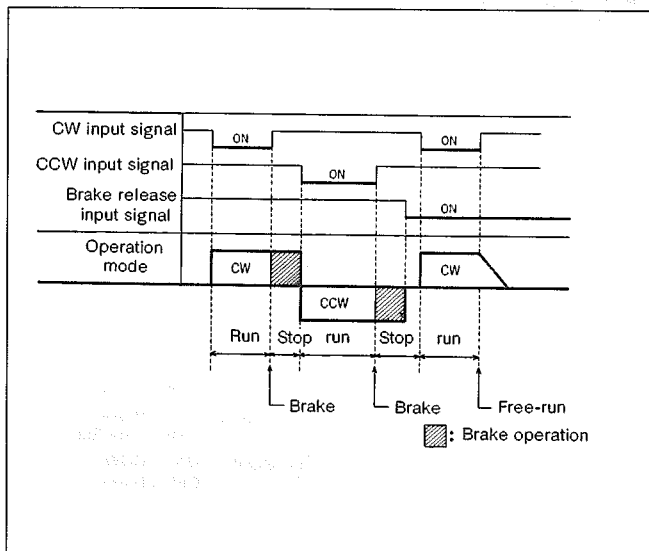 CW input signal
ON
ON
CCW input signal
ON
Brake release
input signal
ON
Operation
mode
CW
CW
CCW
Run
Stop
run
Stop
run
Brake
Brake
Free-run
: Brake operation